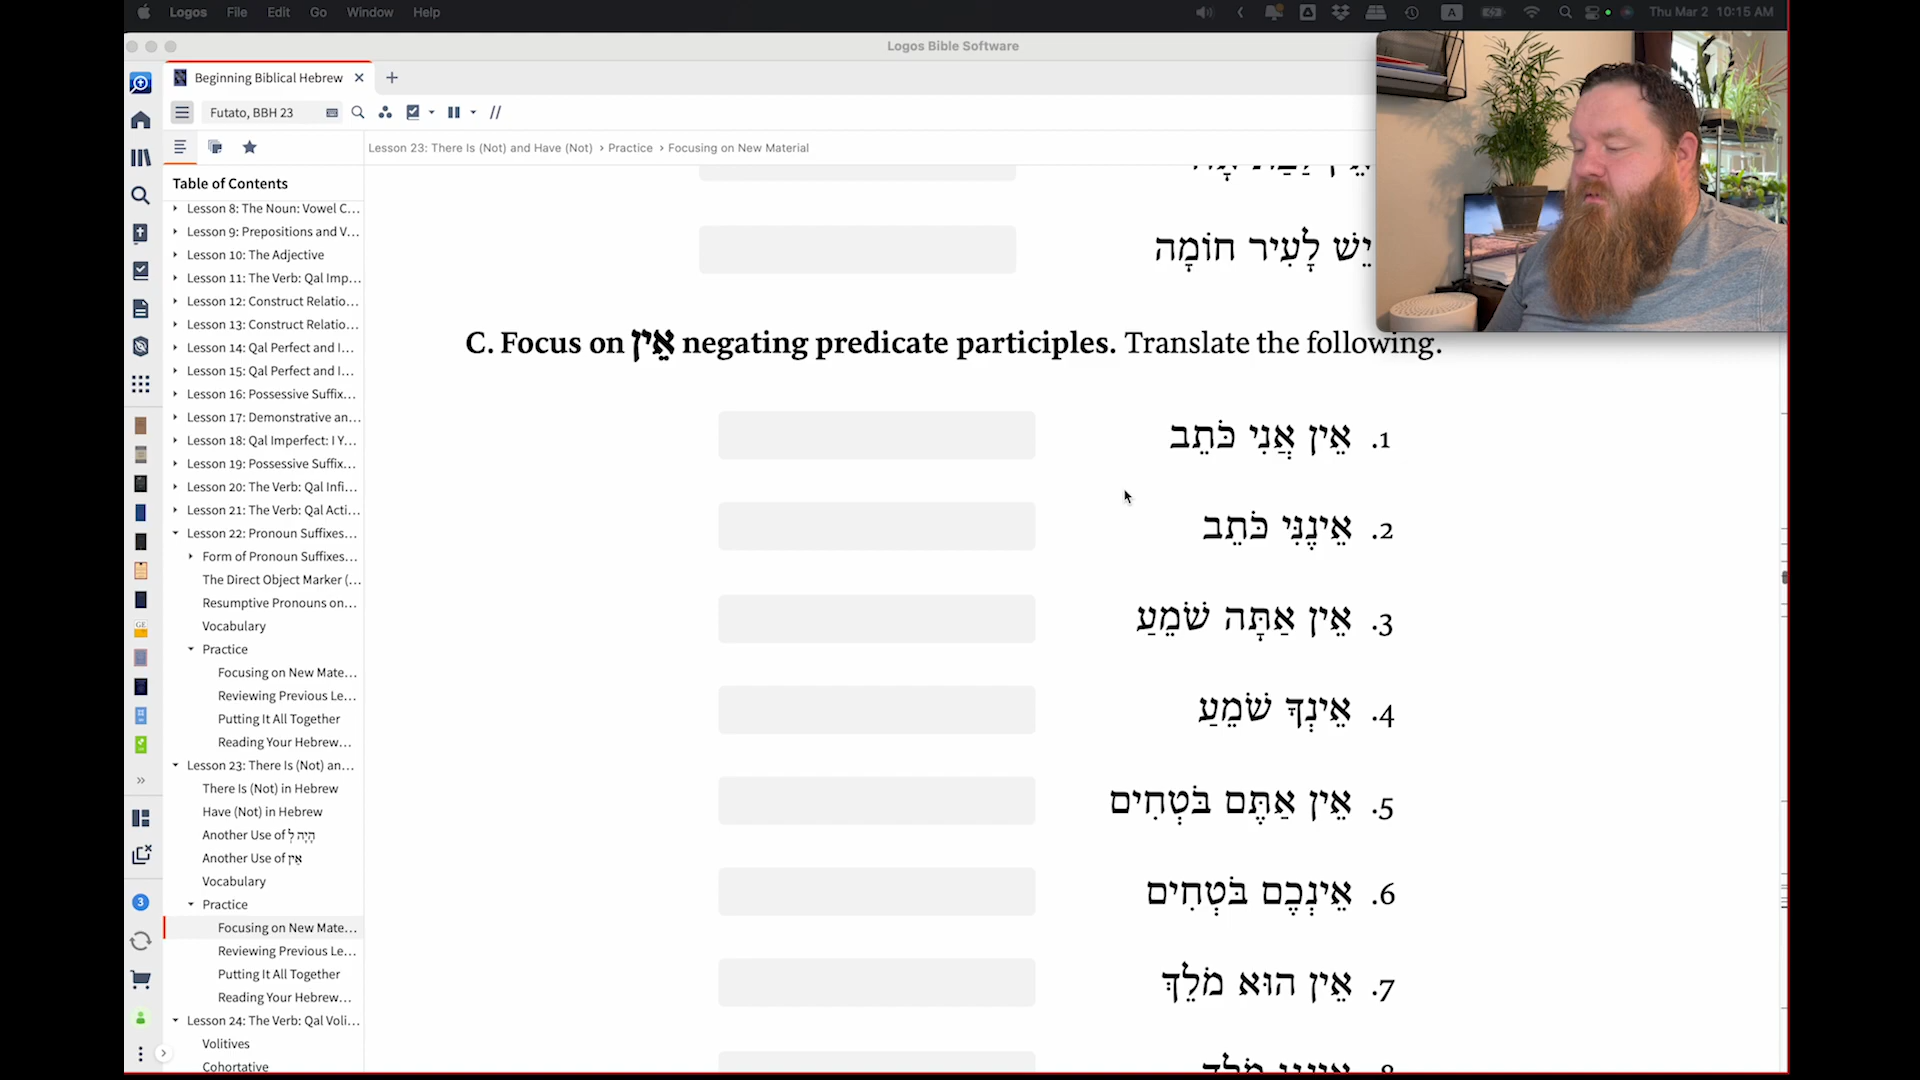 Logos File Edit Go Window Help
Thu Mar 2 10:15 AM
Logos Bible Software
Beginning Biblical Hebrew
Futato, BBH 23
Lesson 23: There Is (Not) and Have (Not) › Practice › Focusing on New Material
Table of Contents
Lesson 8: The Noun: Vowel C...
Lesson 9: Prepositions and V...
Lesson 10: The Adjective
Lesson 11: The Verb: Qal Imp...
Lesson 12: Construct Relatio...
Lesson 13: Construct Relatio...
Lesson 14: Qal Perfect and I...
Lesson 15: Qal Perfect and I...
Lesson 16: Possessive Suffix...
Lesson 17: Demonstrative an...
Lesson 18: Qal Imperfect: I Y...
Lesson 19: Possessive Suffix...
Lesson 20: The Verb: Qal Infi...
Lesson 21: The Verb: Qal Acti...
Lesson 22: Pronoun Suffixes...
Form of Pronoun Suffixes...
The Direct Object Marker (...
Resumptive Pronouns on...
Vocabulary
Practice
Focusing on New Mate...
Reviewing Previous Le...
Putting It All Together
Reading Your Hebrew...
Lesson 23: There Is (Not) an...
There Is (Not) in Hebrew
Have (Not) in Hebrew
Another Use of הָיָה לְ
Another Use of אֵין
Vocabulary
Practice
Focusing on New Mate...
Reviewing Previous Le...
Putting It All Together
Reading Your Hebrew...
Lesson 24: The Verb: Qal Voli...
Volitives
Cohortative
3
יֵשׁ לָעִיר חוֹמָה
C. Focus on אֵין negating predicate participles. Translate the following.
1. אֵין אֲנִי כֹּתֵב
2. אֵינֶנִּי כֹּתֵב
3. אֵין אַתָּה שֹׁמֵעַ
4. אֵינְךָ שֹׁמֵעַ
5. אֵין אַתֶּם בֹּטְחִים
6. אֵינְכֶם בֹּטְחִים
7. אֵין הוּא מֹלֵךְ